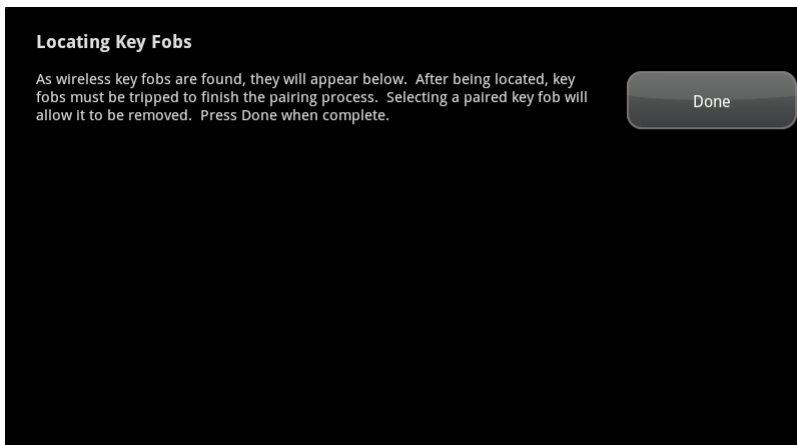 Locating Key Fobs
As wireless key fobs are found, they will appear below.  After being located, key
fobs must be tripped to finish the pairing process.  Selecting a paired key fob will
allow it to be removed.  Press Done when complete.
Done